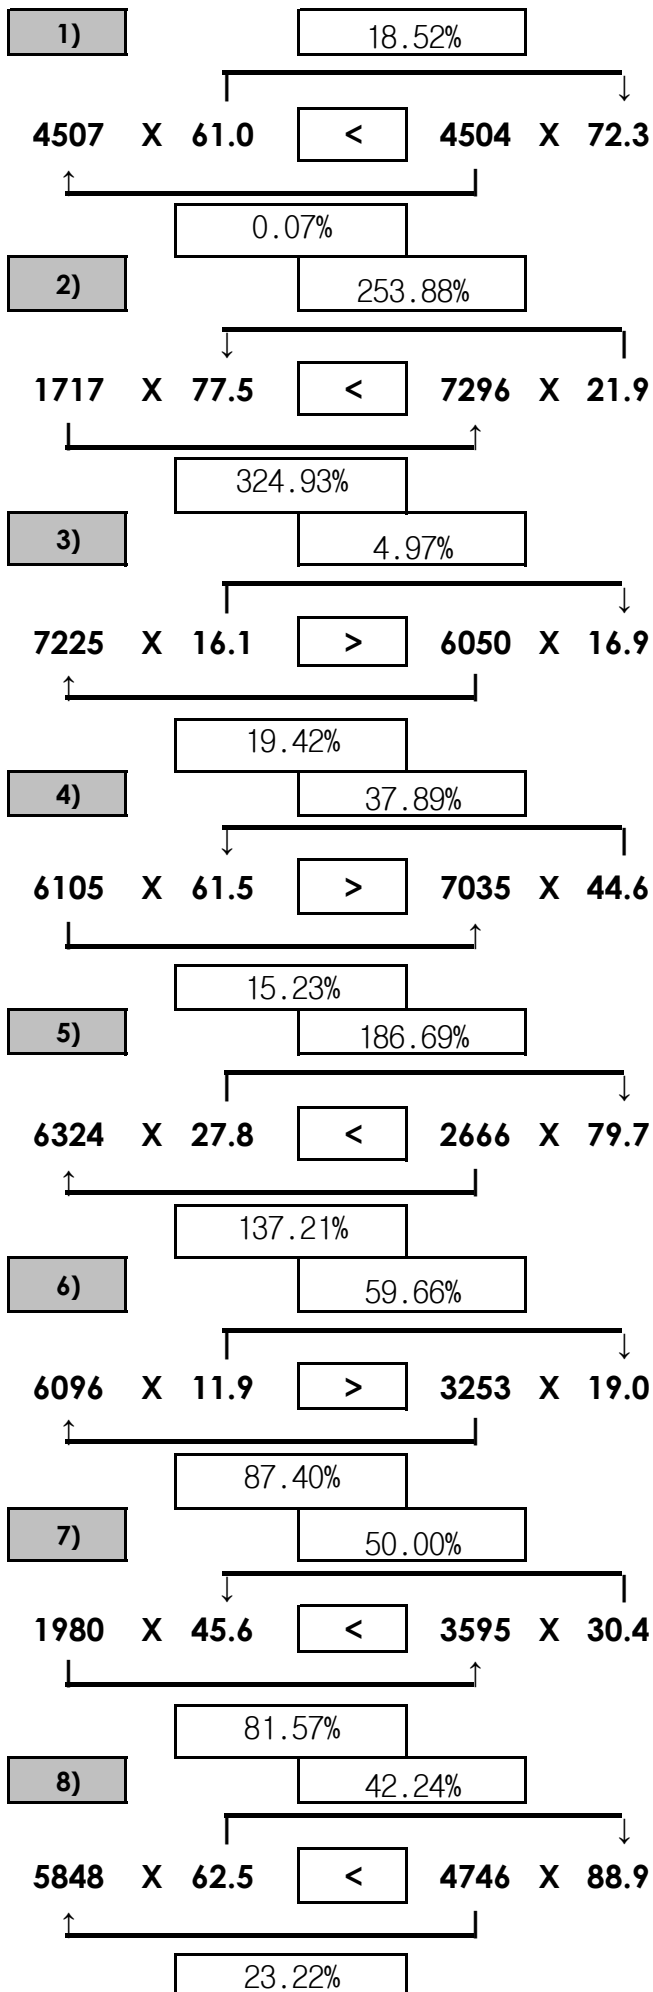 1) 18.52%
4507 X 61.0 < 4504 X 72.3
0.07%
2) 253.88%
1717 X 77.5 < 7296 X 21.9
324.93%
3) 4.97%
7225 X 16.1 > 6050 X 16.9
19.42%
4) 37.89%
6105 X 61.5 > 7035 X 44.6
15.23%
5) 186.69%
6324 X 27.8 < 2666 X 79.7
137.21%
6) 59.66%
6096 X 11.9 > 3253 X 19.0
87.40%
7) 50.00%
1980 X 45.6 < 3595 X 30.4
81.57%
8) 42.24%
5848 X 62.5 < 4746 X 88.9
23.22%